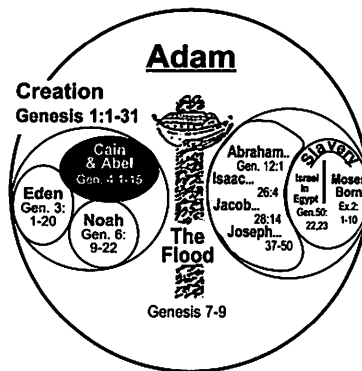 Adam
Creation
Genesis 1:1-31
Cain
& Abel
Gen. 4:1-15
Eden
Gen. 3:
1-20
Noah
Gen. 6:
9-22
The
Flood
Genesis 7-9
Abraham..
Gen. 12:1
Isaac...
26:4
Jacob...
28:14
Joseph...
37-50
Slavery
Israel
In
Egypt
Gen.50:
22,23
Moses
Born
Ex.2:
1-10